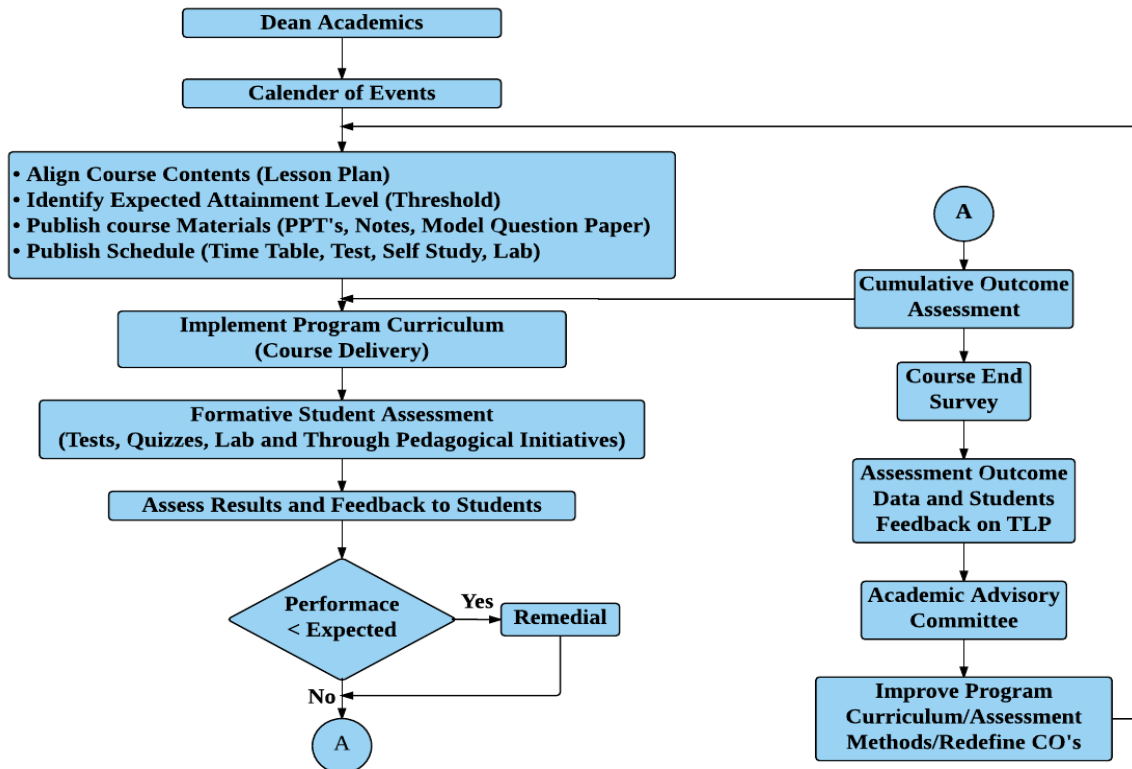 Dean Academics
Calender of Events
• Align Course Contents (Lesson Plan)
• Identify Expected Attainment Level (Threshold)
• Publish course Materials (PPT's, Notes, Model Question Paper)
• Publish Schedule (Time Table, Test, Self Study, Lab)
Implement Program Curriculum
(Course Delivery)
Formative Student Assessment
(Tests, Quizzes, Lab and Through Pedagogical Initiatives)
Assess Results and Feedback to Students
Performace
< Expected
Yes
Remedial
No
A
A
Cumulative Outcome
Assessment
Course End
Survey
Assessment Outcome
Data and Students
Feedback on TLP
Academic Advisory
Committee
Improve Program
Curriculum/Assessment
Methods/Redefine CO's